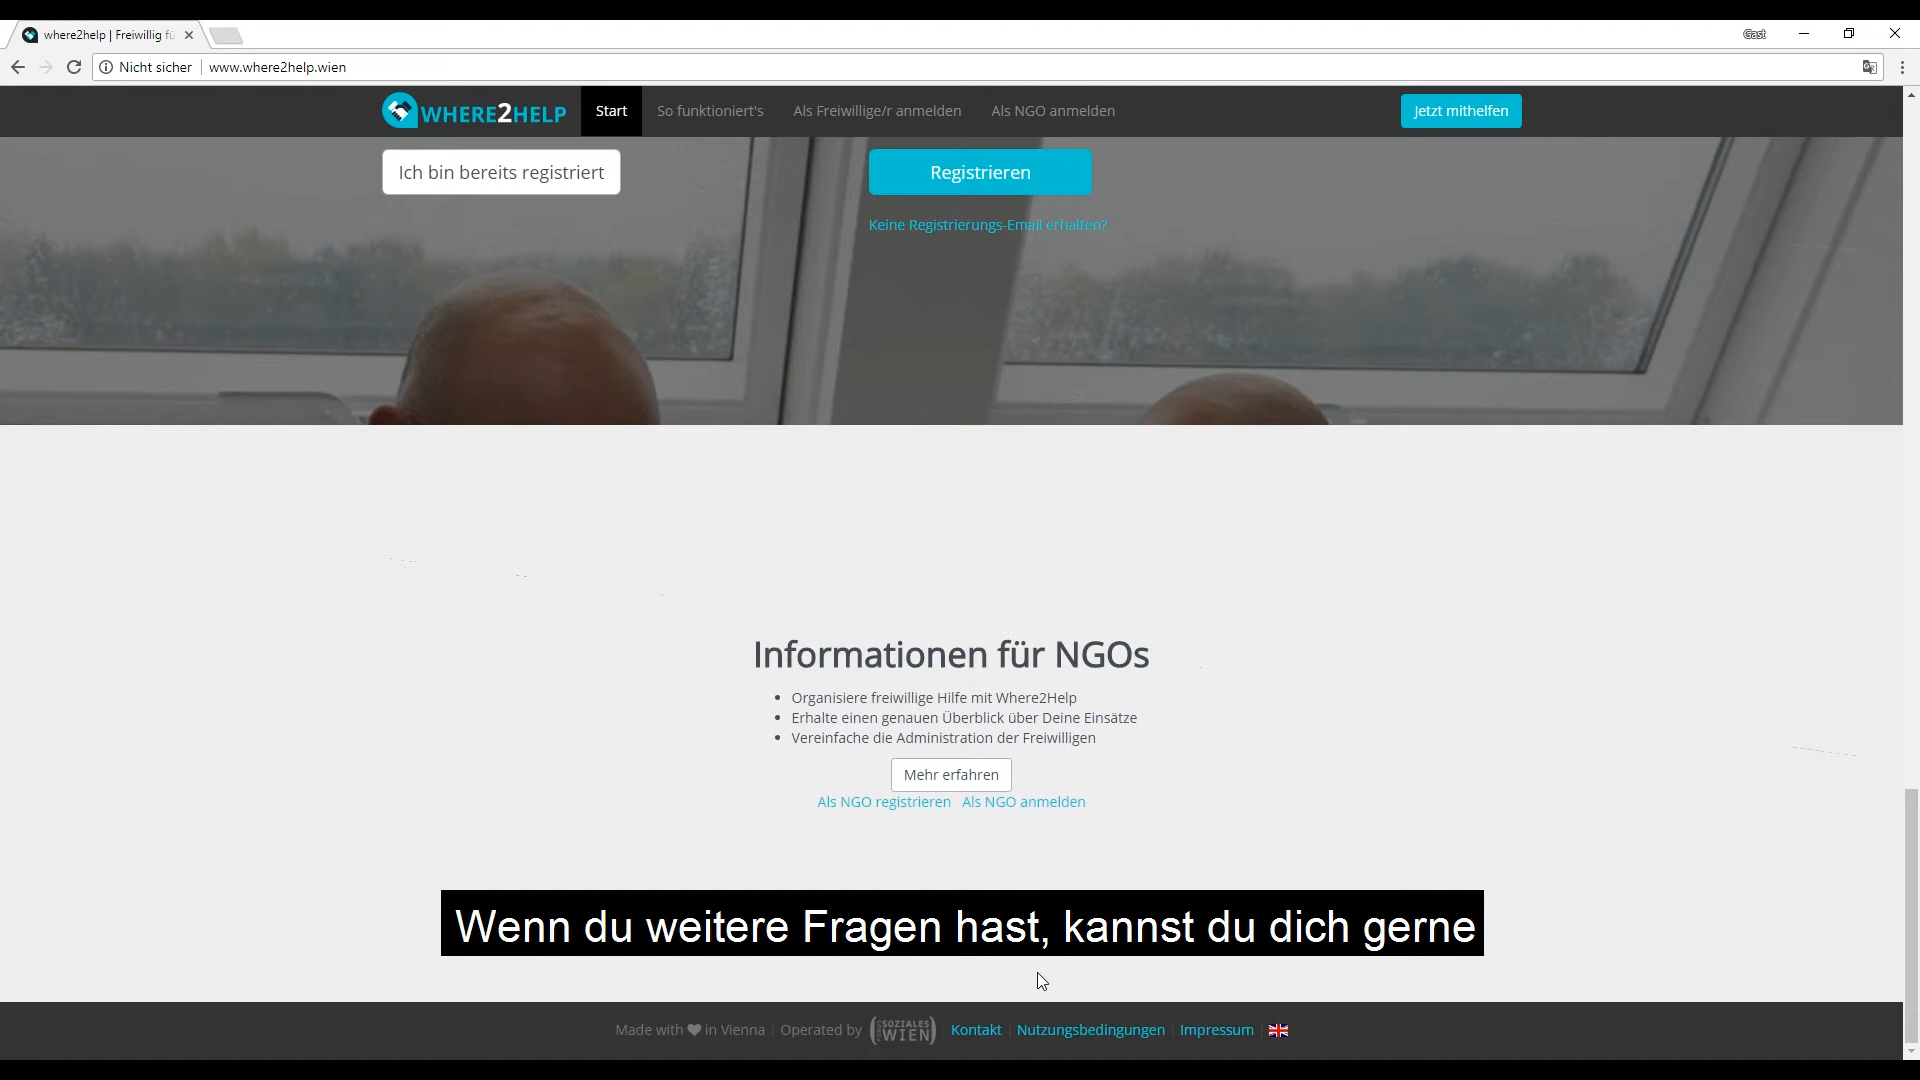 where2help | Freiwillig fü
Gast
Nicht sicher www.where2help.wien
WHERE2HELP Start So funktioniert's Als Freiwillige/r anmelden Als NGO anmelden Jetzt mithelfen
Ich bin bereits registriert Registrieren
Keine Registrierungs-Email erhalten?
Informationen für NGOs
Organisiere freiwillige Hilfe mit Where2Help
Erhalte einen genauen Überblick über Deine Einsätze
Vereinfache die Administration der Freiwilligen
Mehr erfahren
Als NGO registrieren Als NGO anmelden
Wenn du weitere Fragen hast, kannst du dich gerne
Made with ♥ in Vienna | Operated by SOZIALES WIEN | Kontakt | Nutzungsbedingungen | Impressum